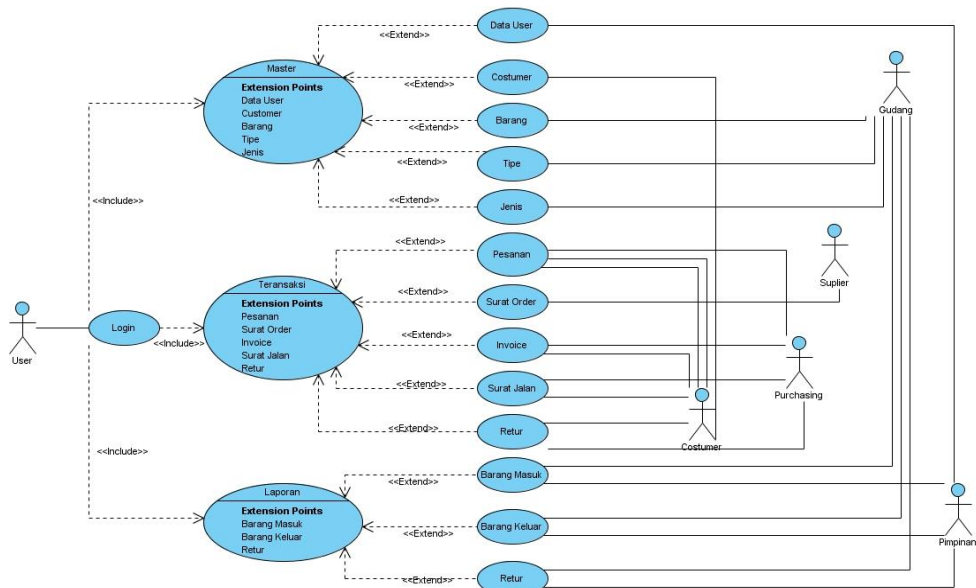 Data User
<<Extend>>
Master
Extension Points
Data User
Customer
Barang
Tipe
Jenis
<<Extend>>
Costumer
<<Extend>>
Barang
<<Extend>>
Tipe
<<Extend>>
Jenis
Gudang
<<Include>>
<<Extend>>
Pesanan
Suplier
Teransaksi
Extension Points
Pesanan
Surat Order
Invoice
Surat Jalan
Retur
<<Extend>>
Surat Order
<<Extend>>
Invoice
<<Extend>>
Surat Jalan
<<Extend>>
Retur
User
Login
<<Include>>
Purchasing
Costumer
<<Include>>
Laporan
Extension Points
Barang Masuk
Barang Keluar
Retur
<<Extend>>
Barang Masuk
<<Extend>>
Barang Keluar
<<Extend>>
Retur
Pimpinan